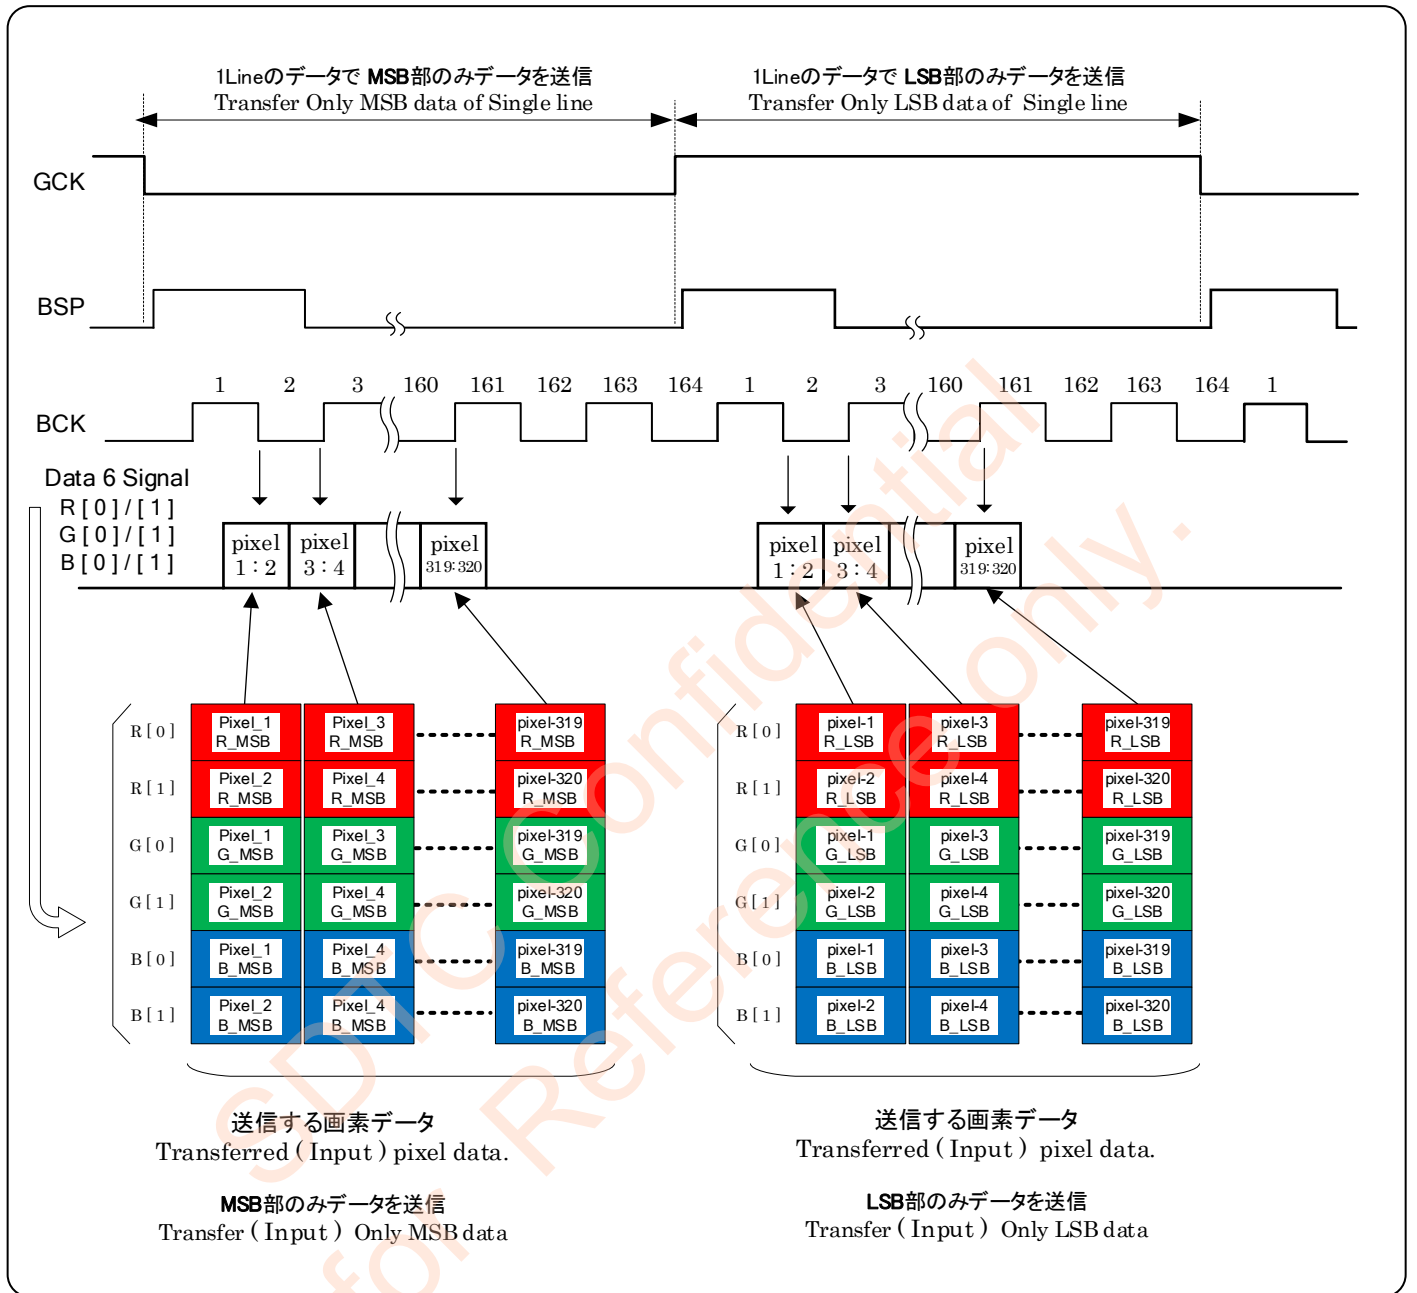 1Lineのデータで MSB部のみデータを送信
Transfer Only MSB data of Single line
1Lineのデータで LSB部のみデータを送信
Transfer Only LSB data of Single line
GCK
BSP
1 2 3 160 161 162 163 164 1 2 3 160 161 162 163 164 1
BCK
Data 6 Signal
R[0]/[1]
G[0]/[1]
B[0]/[1]
pixel 1:2
pixel 3:4
pixel 319:320
pixel 1:2
pixel 3:4
pixel 319:320
R[0] Pixel_1 R_MSB Pixel_3 R_MSB pixel-319 R_MSB
R[1] Pixel_2 R_MSB Pixel_4 R_MSB pixel-320 R_MSB
G[0] Pixel_1 G_MSB Pixel_3 G_MSB pixel-319 G_MSB
G[1] Pixel_2 G_MSB Pixel_4 G_MSB pixel-320 G_MSB
B[0] Pixel_1 B_MSB Pixel_4 B_MSB pixel-319 B_MSB
B[1] Pixel_2 B_MSB Pixel_4 B_MSB pixel-320 B_MSB
R[0] pixel-1 R_LSB pixel-3 R_LSB pixel-319 R_LSB
R[1] pixel-2 R_LSB pixel-4 R_LSB pixel-320 R_LSB
G[0] pixel-1 G_LSB pixel-3 G_LSB pixel-319 G_LSB
G[1] pixel-2 G_LSB pixel-4 G_LSB pixel-320 G_LSB
B[0] pixel-1 B_LSB pixel-3 B_LSB pixel-319 B_LSB
B[1] pixel-2 B_LSB pixel-4 B_LSB pixel-320 B_LSB
送信する画素データ
Transferred (Input) pixel data.
MSB部のみデータを送信
Transfer (Input) Only MSB data
送信する画素データ
Transferred (Input) pixel data.
LSB部のみデータを送信
Transfer (Input) Only LSB data
SDTC Confidential
for Reference only.